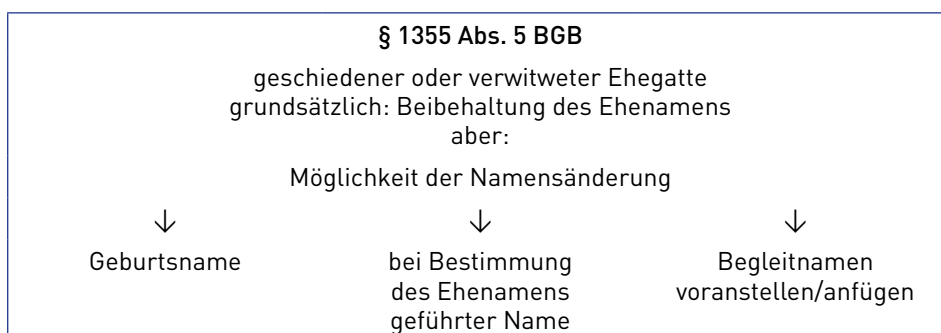 § 1355 Abs. 5 BGB
geschiedener oder verwitweter Ehegatte
grundsätzlich: Beibehaltung des Ehenamens
aber:
Möglichkeit der Namensänderung
↓ ↓ ↓
Geburtsname
bei Bestimmung
des Ehenamens
geführter Name
Begleitnamen
voranstellen/anfügen